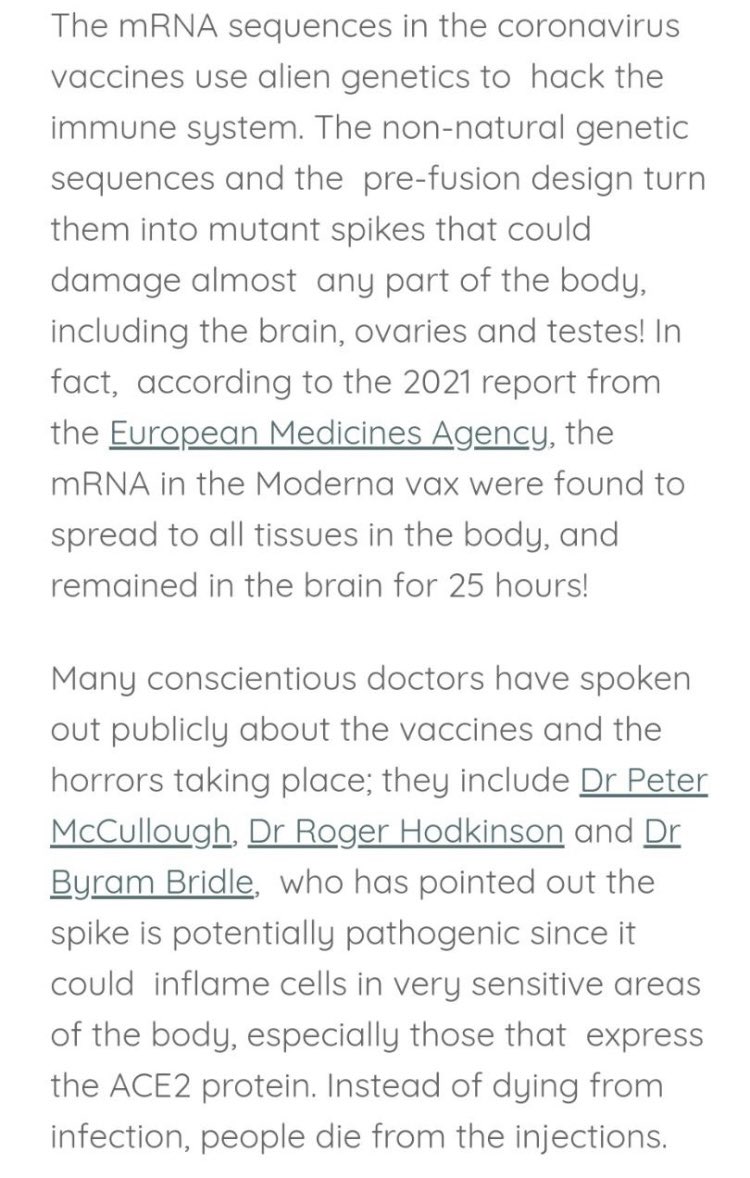 The mRNA sequences in the coronavirus
vaccines use alien genetics to  hack the
immune system. The non-natural genetic
sequences and the  pre-fusion design turn
them into mutant spikes that could
damage almost  any part of the body,
including the brain, ovaries and testes! In
fact,  according to the 2021 report from
the European Medicines Agency, the
mRNA in the Moderna vax were found to
spread to all tissues in the body, and
remained in the brain for 25 hours!
Many conscientious doctors have spoken
out publicly about the vaccines and the
horrors taking place; they include Dr Peter
McCullough, Dr Roger Hodkinson and Dr
Byram Bridle,  who has pointed out the
spike is potentially pathogenic since it
could  inflame cells in very sensitive areas
of the body, especially those that  express
the ACE2 protein. Instead of dying from
infection, people die from the injections.